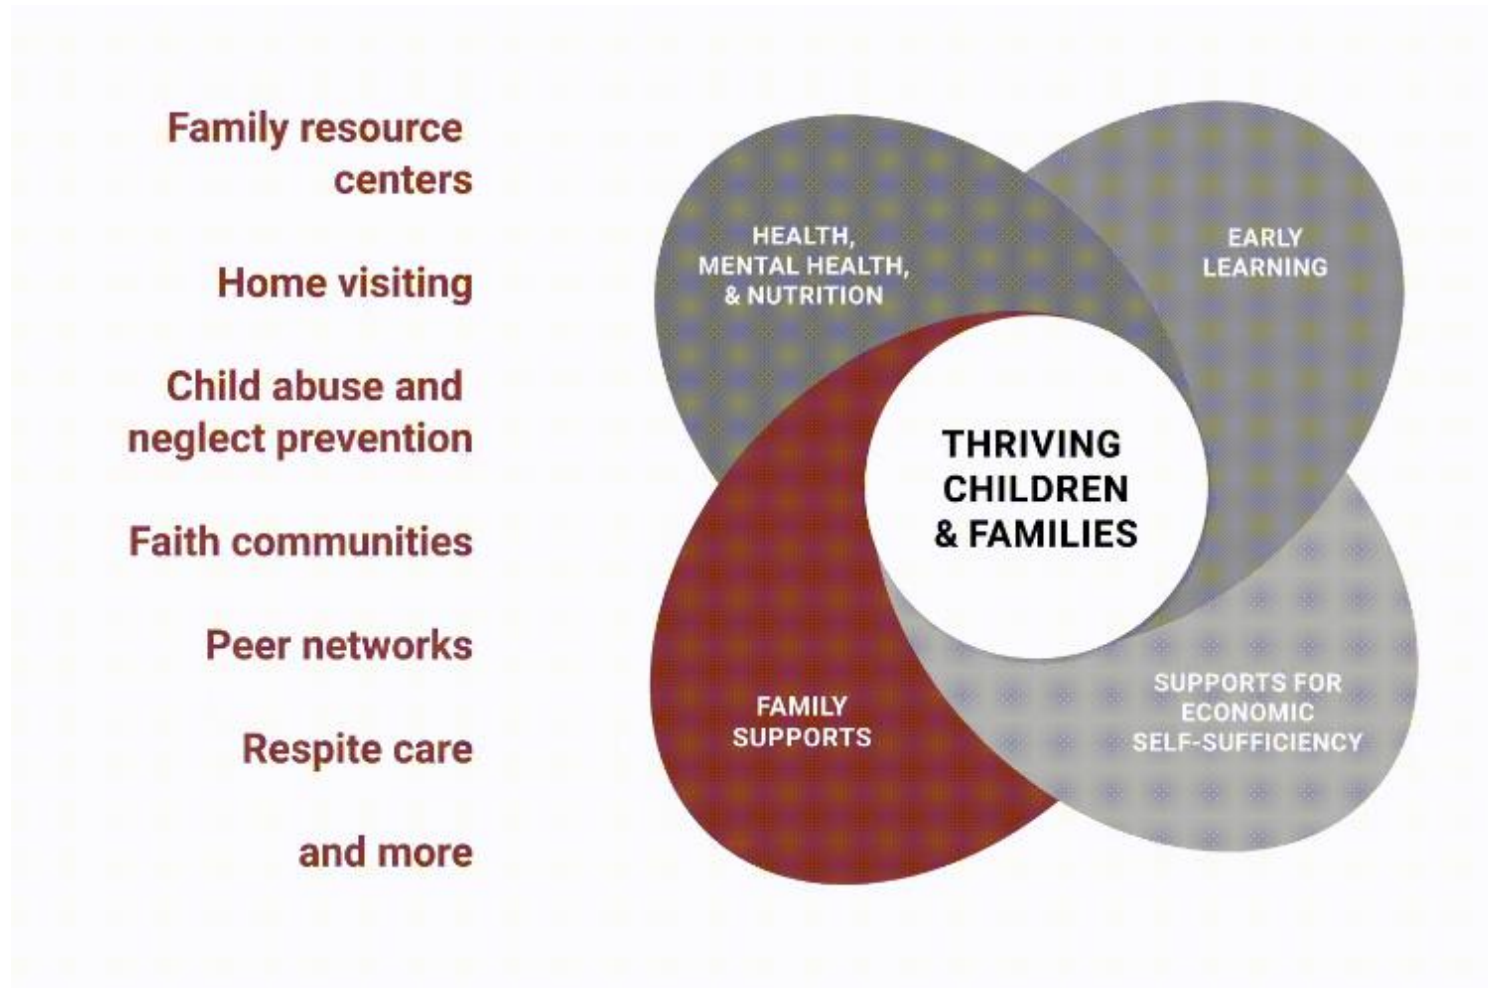 Family resource
centers
Home visiting
Child abuse and
neglect prevention
Faith communities
Peer networks
Respite care
and more
HEALTH,
MENTAL HEALTH,
& NUTRITION
EARLY
LEARNING
THRIVING
CHILDREN
& FAMILIES
FAMILY
SUPPORTS
SUPPORTS FOR
ECONOMIC
SELF-SUFFICIENCY